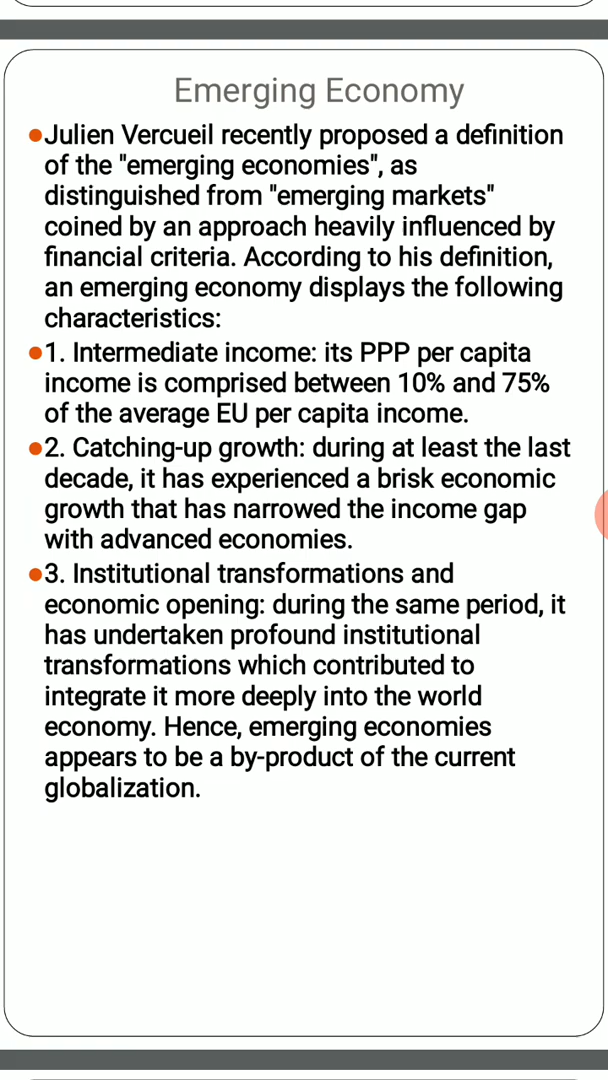 Emerging Economy
●Julien Vercueil recently proposed a definition
of the "emerging economies", as
distinguished from "emerging markets"
coined by an approach heavily influenced by
financial criteria. According to his definition,
an emerging economy displays the following
characteristics:
●1. Intermediate income: its PPP per capita
income is comprised between 10% and 75%
of the average EU per capita income.
●2. Catching-up growth: during at least the last
decade, it has experienced a brisk economic
growth that has narrowed the income gap
with advanced economies.
●3. Institutional transformations and
economic opening: during the same period, it
has undertaken profound institutional
transformations which contributed to
integrate it more deeply into the world
economy. Hence, emerging economies
appears to be a by-product of the current
globalization.